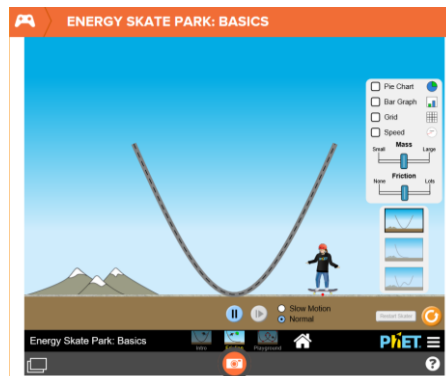 ENERGY SKATE PARK: BASICS
Pie Chart
Bar Graph
Grid
Speed
Mass
Small Large
Friction
None Lots
Slow Motion
Normal
Restart Skater
Energy Skate Park: Basics
Intro Friction Playground
PhET
?